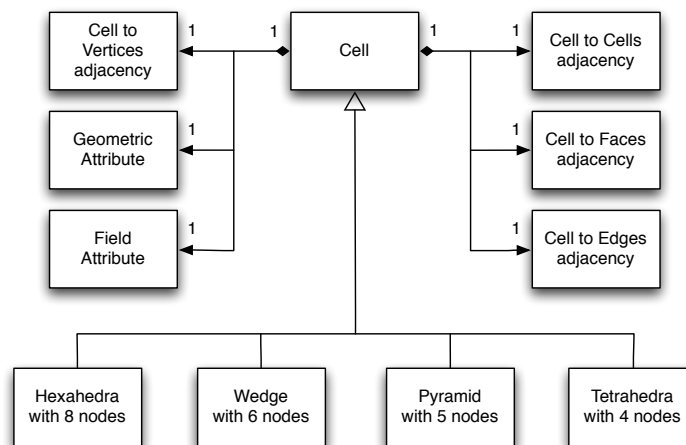 Cell to
Vertices
adjacency
1
1
Cell
1
1
Cell to Cells
adjacency
Geometric
Attribute
1
1
Cell to Faces
adjacency
Field
Attribute
1
1
Cell to Edges
adjacency
Hexahedra
with 8 nodes
Wedge
with 6 nodes
Pyramid
with 5 nodes
Tetrahedra
with 4 nodes